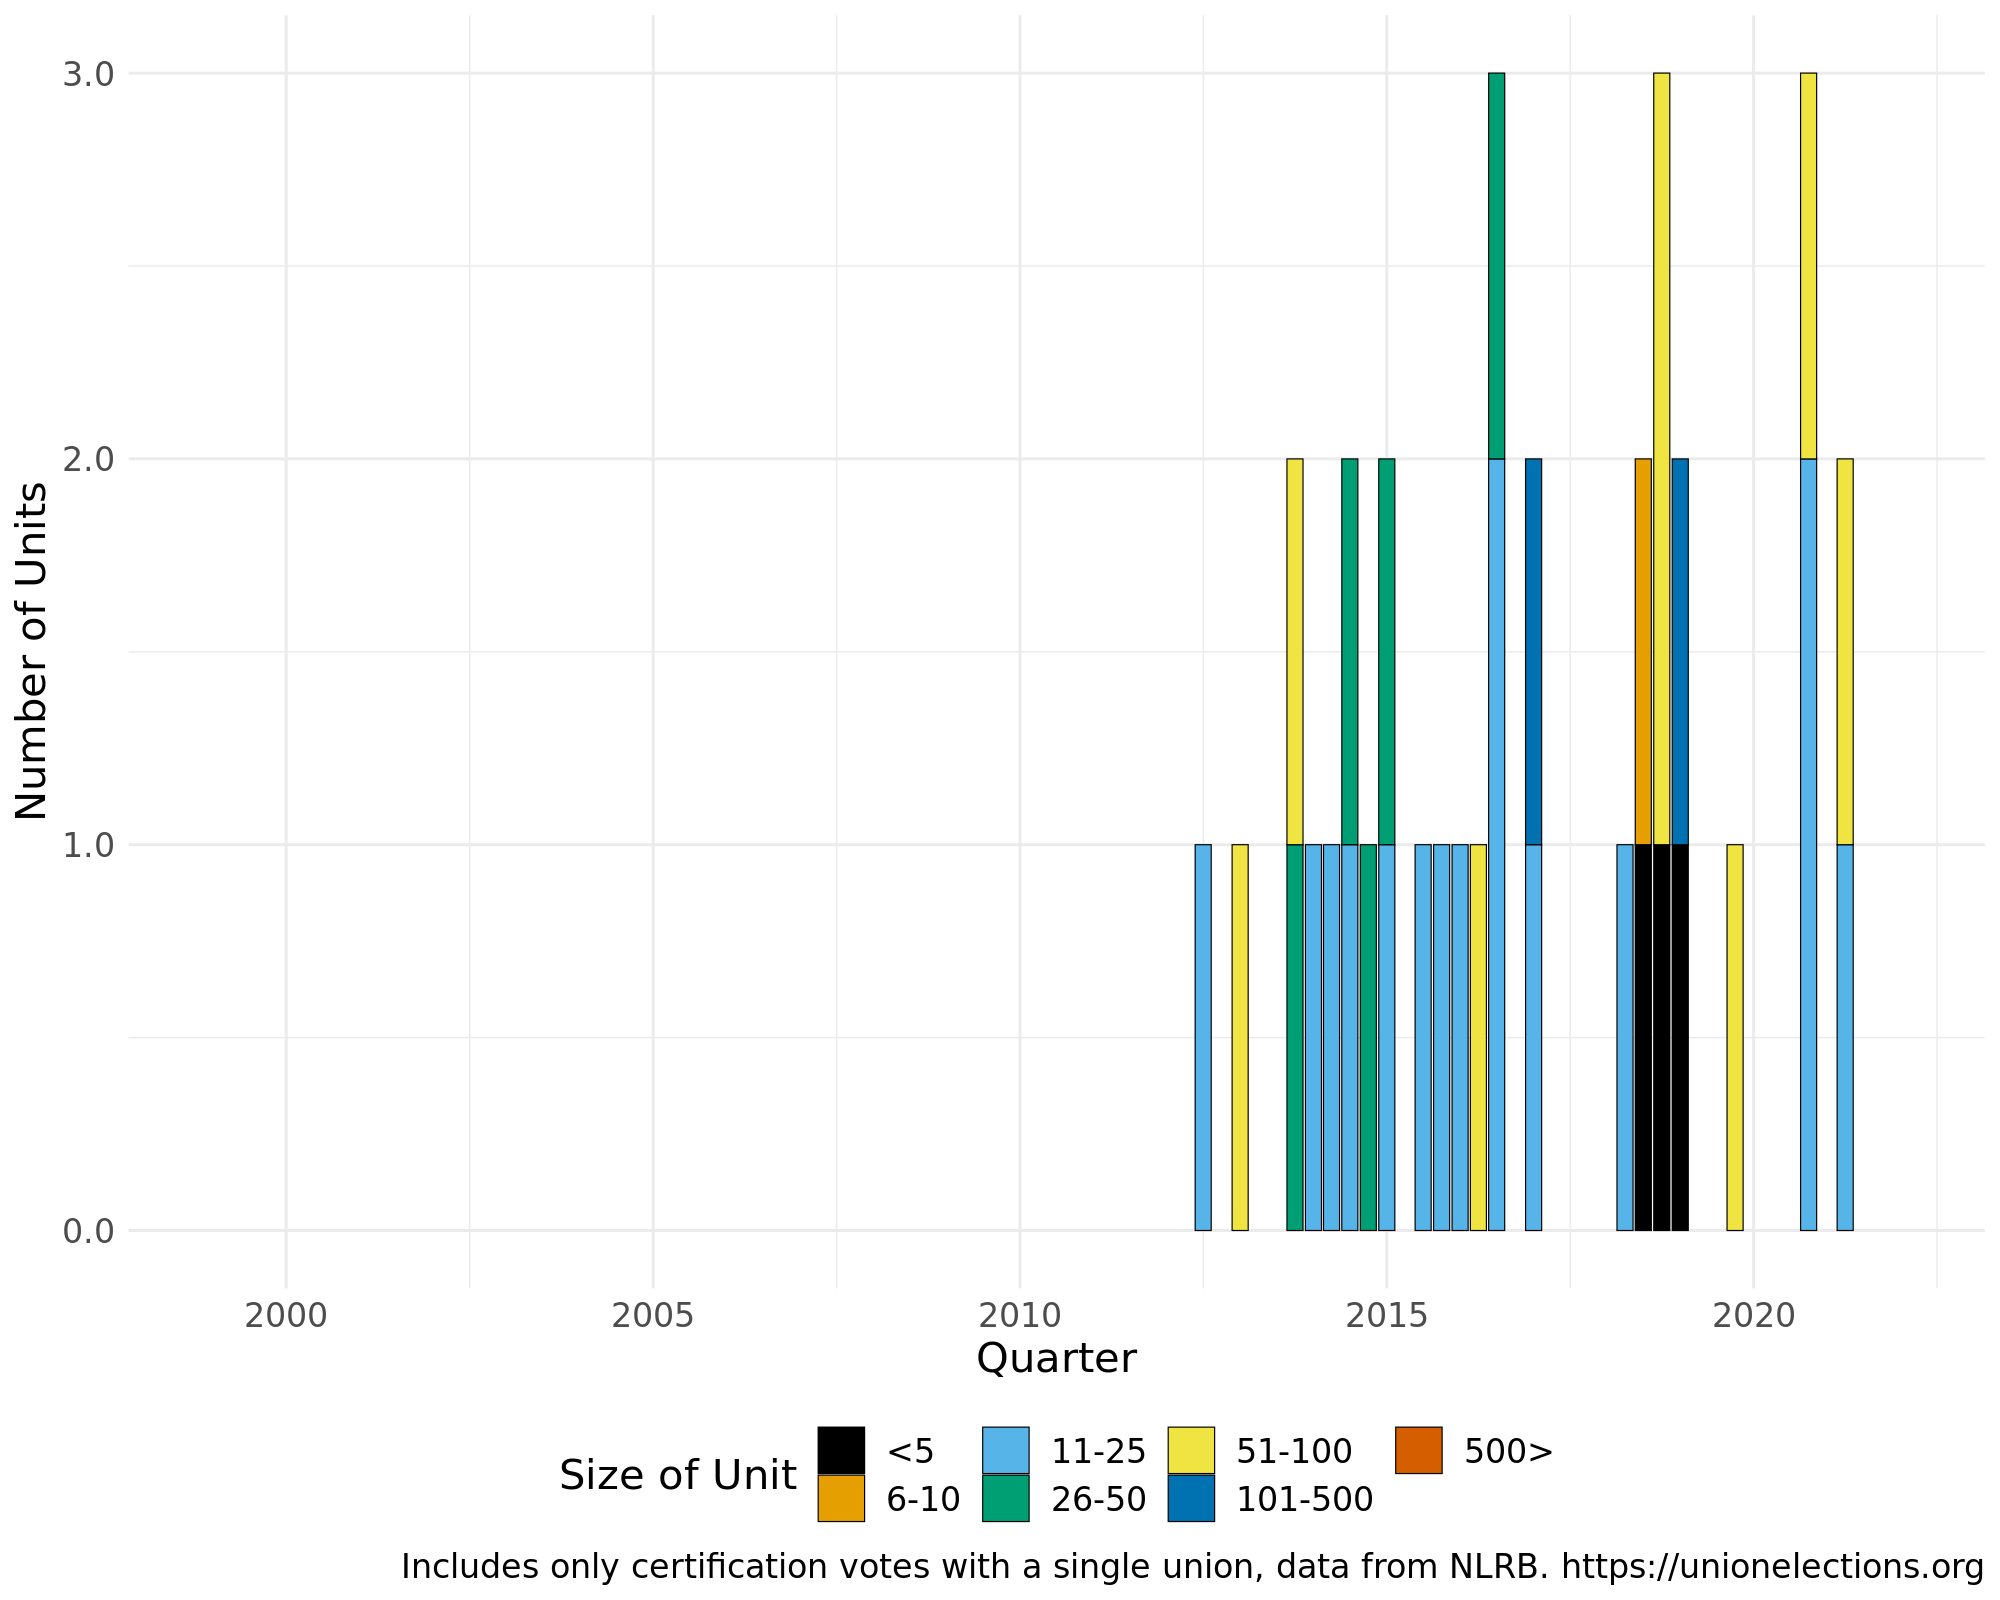 3.0
2.0
1.0
0.0
Number of Units
2000 2005 2010 2015 2020
Quarter
Size of Unit
<5 11-25 51-100 500>
6-10 26-50 101-500
Includes only certification votes with a single union, data from NLRB. https://unionelections.org